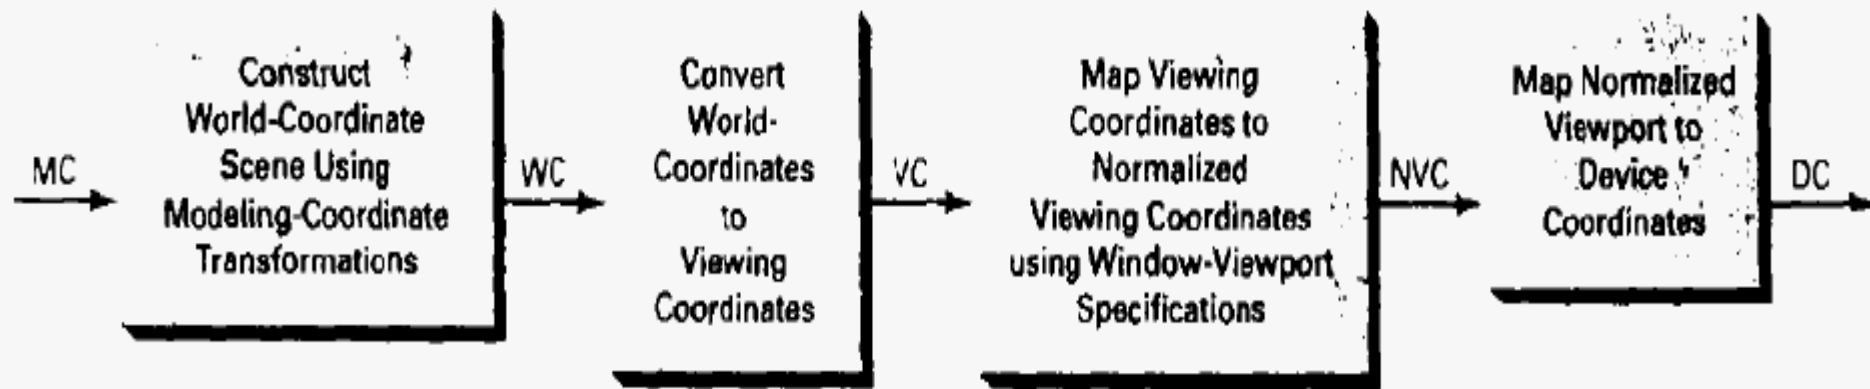 MC
Construct
World-Coordinate
Scene Using
Modeling-Coordinate
Transformations
WC
Convert
World-
Coordinates
to
Viewing
Coordinates
VC
Map Viewing
Coordinates to
Normalized
Viewing Coordinates
using Window-Viewport
Specifications
NVC
Map Normalized
Viewport to
Device
Coordinates
DC